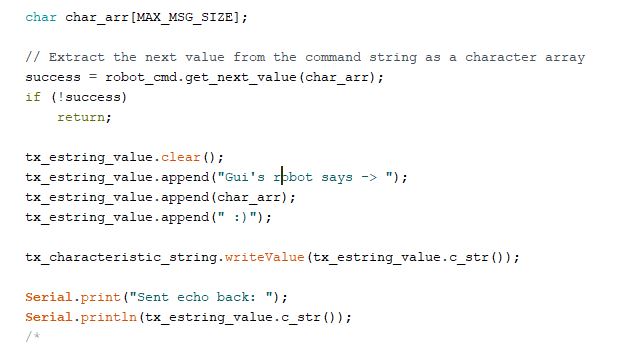 char char_arr[MAX_MSG_SIZE];
// Extract the next value from the command string as a character array
success = robot_cmd.get_next_value(char_arr);
if (!success)
return;
tx_estring_value.clear();
tx_estring_value.append("Gui's robot says -> ");
tx_estring_value.append(char_arr);
tx_estring_value.append(" :)");
tx_characteristic_string.writeValue(tx_estring_value.c_str());
Serial.print("Sent echo back: ");
Serial.println(tx_estring_value.c_str());
/*